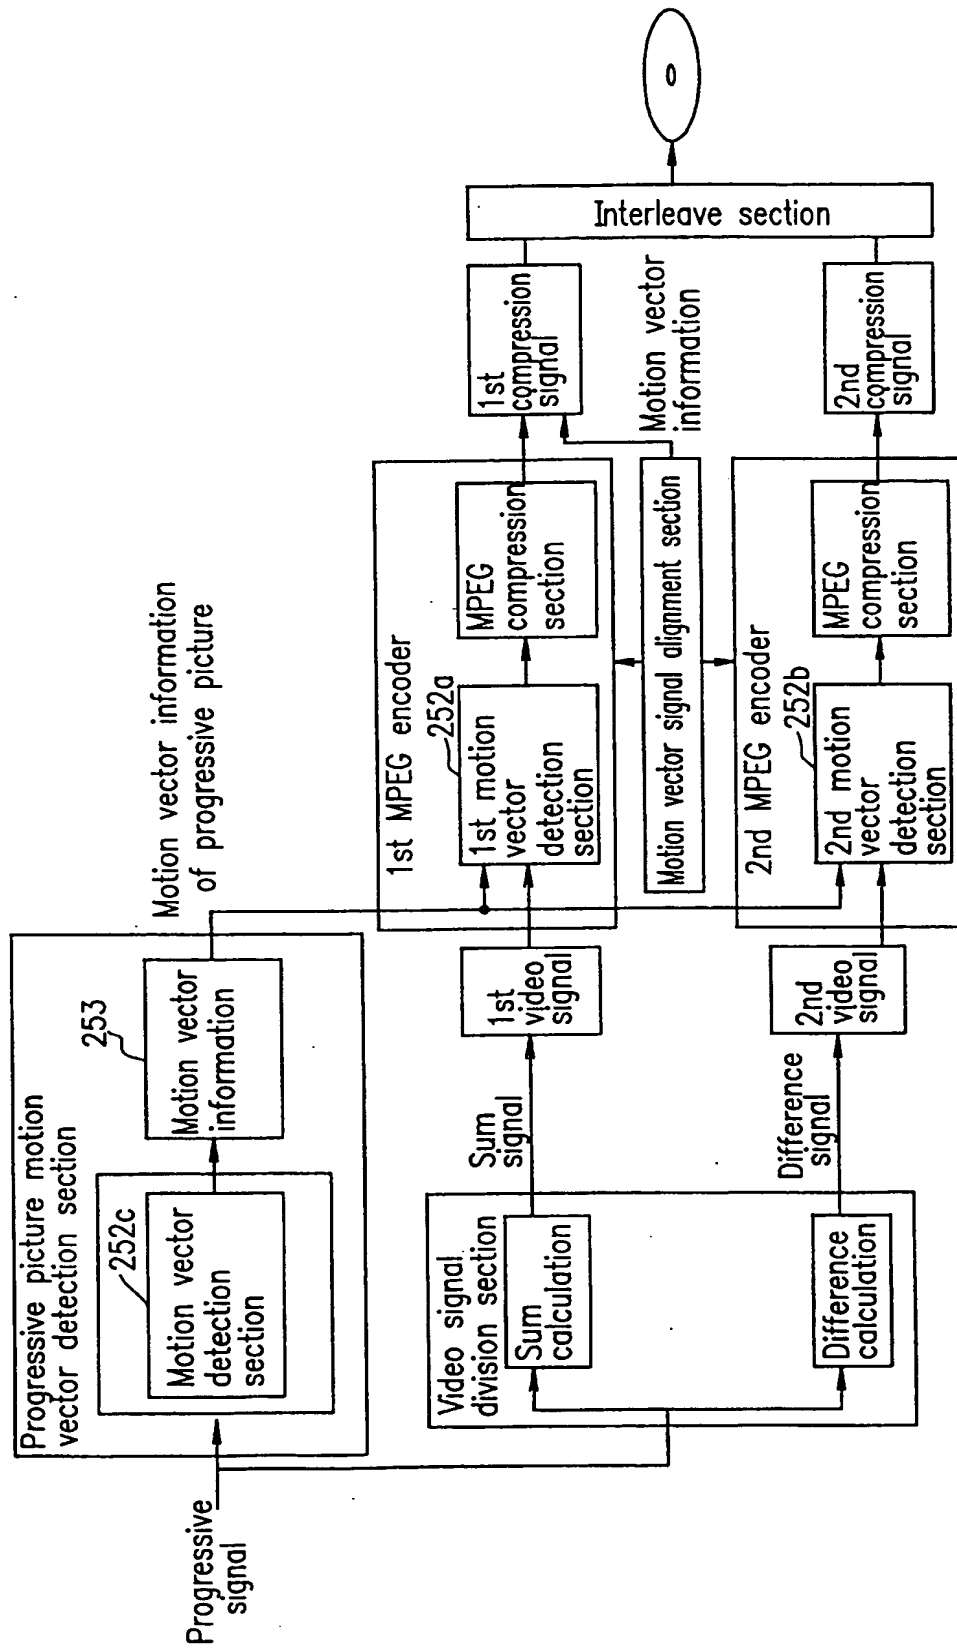 Progressive
signal
Progressive picture motion
vector detection section
252c
Motion vector
detection
section
253
Motion vector
information
Motion vector information
of progressive picture
Video signal
division section
Sum
calculation
Difference
calculation
Sum
signal
Difference
signal
1st
video
signal
2nd
video
signal
1st MPEG encoder
252a
1st motion
vector
detection
section
MPEG
compression
section
Motion vector signal alignment section
2nd MPEG encoder
252b
2nd motion
vector
detection
section
MPEG
compression
section
1st
compression
signal
Motion vector
information
2nd
compression
signal
Interleave section